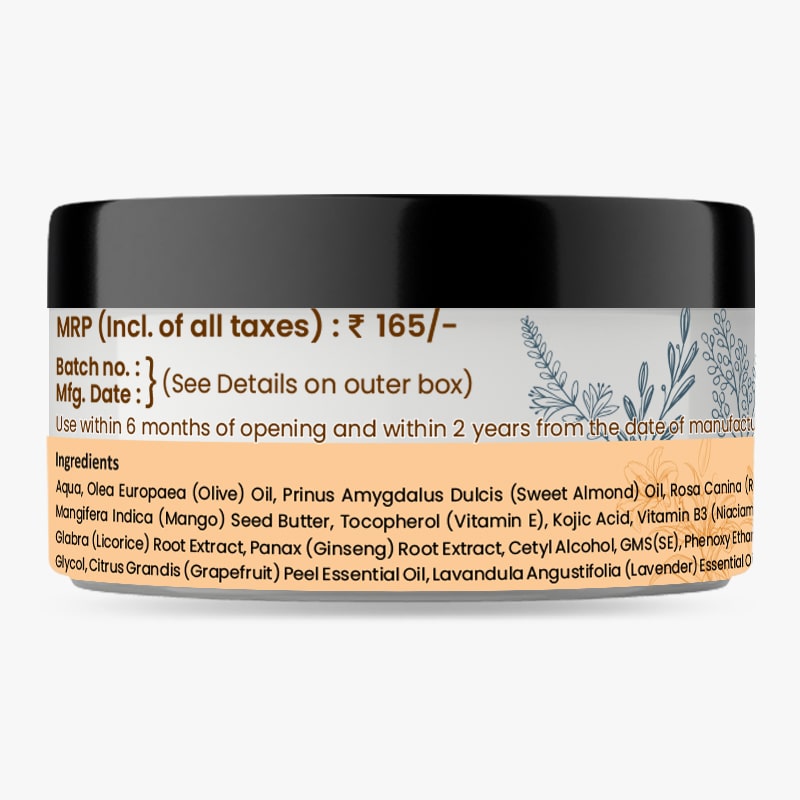 MRP (Incl. of all taxes) : ₹ 165/-
Batch no. :
Mfg. Date :
} (See Details on outer box)
Use within 6 months of opening and within 2 years from the date of
Ingredients
Aqua, Olea Europaea (Olive) Oil, Prinus Amygdalus Dulcis (Sweet Almond) Oil, Rosa Canina
Mangifera Indica (Mango) Seed Butter, Tocopherol (Vitamin E), Kojic Acid, Vitamin B3
Glabra (Licorice) Root Extract, Panax (Ginseng) Root Extract, Cetyl Alcohol, GMS(SE), Phenoxy
Glycol, Citrus Grandis (Grapefruit) Peel Essential Oil, Lavandula Angustifolia (Lavender) Essential